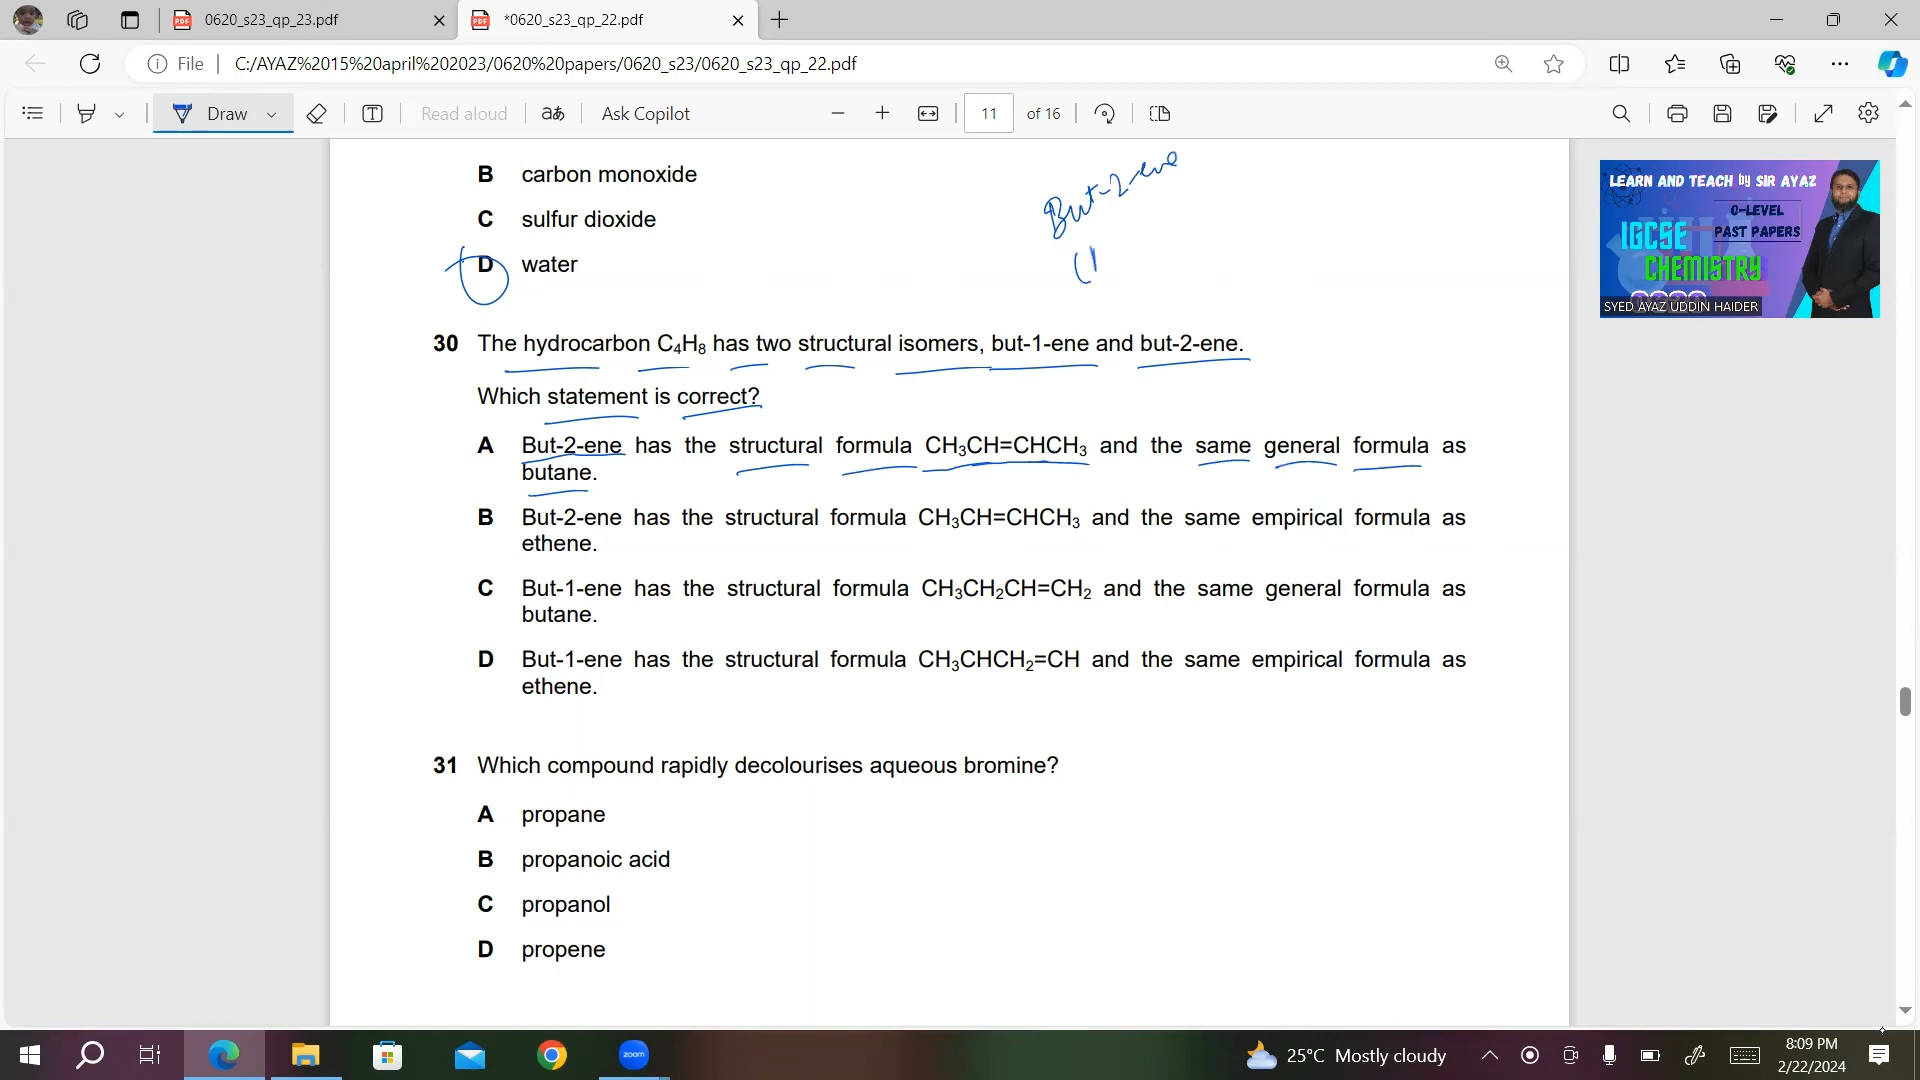 0620_s23_qp_23.pdf
*0620_s23_qp_22.pdf
File
C:/AYAZ%2015%20april%202023/0620%20papers/0620_s23/0620_s23_qp_22.pdf
Draw
Read aloud
aあ
Ask Copilot
11 of 16
B carbon monoxide
C sulfur dioxide
D water
But-2-ene
30 The hydrocarbon C₄H₈ has two structural isomers, but-1-ene and but-2-ene.
Which statement is correct?
A But-2-ene has the structural formula CH₃CH=CHCH₃ and the same general formula as
butane.
B But-2-ene has the structural formula CH₃CH=CHCH₃ and the same empirical formula as
ethene.
C But-1-ene has the structural formula CH₃CH₂CH=CH₂ and the same general formula as
butane.
D But-1-ene has the structural formula CH₃CHCH₂=CH and the same empirical formula as
ethene.
31 Which compound rapidly decolourises aqueous bromine?
A propane
B propanoic acid
C propanol
D propene
LEARN AND TEACH by SIR AYAZ
O-LEVEL
PAST PAPERS
IGCSE
CHEMISTRY
SYED AYAZ UDDIN HAIDER
zoom
25°C Mostly cloudy
8:09 PM
2/22/2024